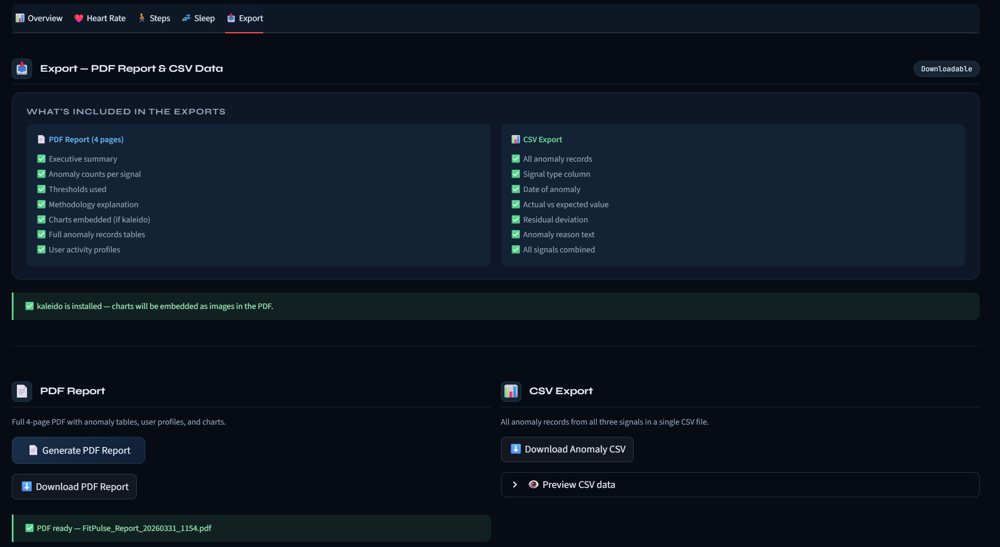 Overview
Heart Rate
Steps
Sleep
Export
Export — PDF Report & CSV Data
Downloadable
WHAT'S INCLUDED IN THE EXPORTS
PDF Report (4 pages)
Executive summary
Anomaly counts per signal
Thresholds used
Methodology explanation
Charts embedded (if kaleido)
Full anomaly records tables
User activity profiles
CSV Export
All anomaly records
Signal type column
Date of anomaly
Actual vs expected value
Residual deviation
Anomaly reason text
All signals combined
kaleido is installed — charts will be embedded as images in the PDF.
PDF Report
Full 4-page PDF with anomaly tables, user profiles, and charts.
Generate PDF Report
Download PDF Report
PDF ready — FitPulse_Report_20260331_1154.pdf
CSV Export
All anomaly records from all three signals in a single CSV file.
Download Anomaly CSV
Preview CSV data